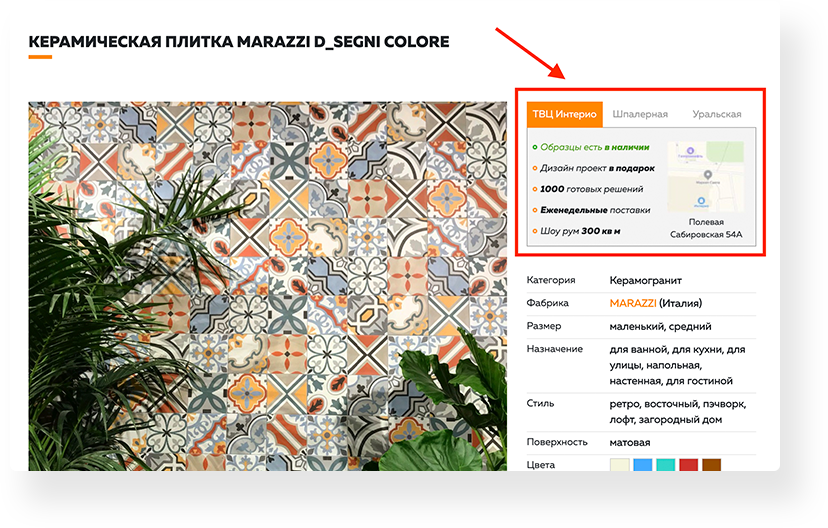 КЕРАМИЧЕСКАЯ ПЛИТКА MARAZZI D_SEGNI COLORE
ТВЦ Интерио Шпалерная Уральская
Образцы есть в наличии
Дизайн проект в подарок
1000 готовых решений
Еженедельные поставки
Шоу рум 300 кв м
Полевая
Сабировская 54А
Категория Керамогранит
Фабрика MARAZZI (Италия)
Размер маленький, средний
Назначение для ванной, для кухни, для
улицы, напольная,
настенная, для гостиной
Стиль ретро, восточный, пэчворк,
лофт, загородный дом
Поверхность матовая
Цвета